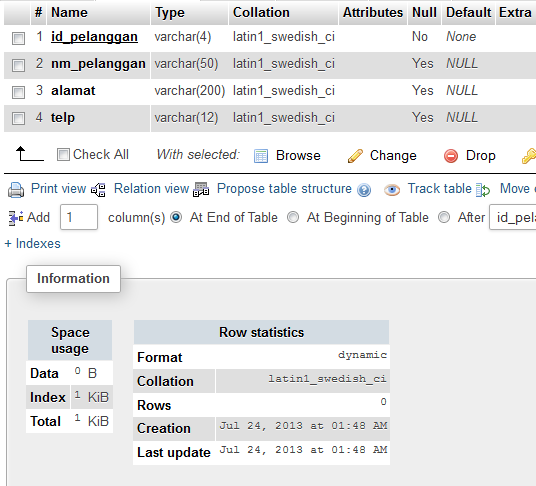 # Name Type Collation Attributes Null Default Extra
1 id_pelanggan varchar(4) latin1_swedish_ci No None
2 nm_pelanggan varchar(50) latin1_swedish_ci Yes NULL
3 alamat varchar(200) latin1_swedish_ci Yes NULL
4 telp varchar(12) latin1_swedish_ci Yes NULL
Check All With selected: Browse Change Drop
Print view Relation view Propose table structure Track table Move
Add 1 column(s) At End of Table At Beginning of Table After id_pel
+ Indexes
Information
Space usage
Data 0 B
Index 1 KiB
Total 1 KiB
Row statistics
Format dynamic
Collation latin1_swedish_ci
Rows 0
Creation Jul 24, 2013 at 01:48 AM
Last update Jul 24, 2013 at 01:48 AM